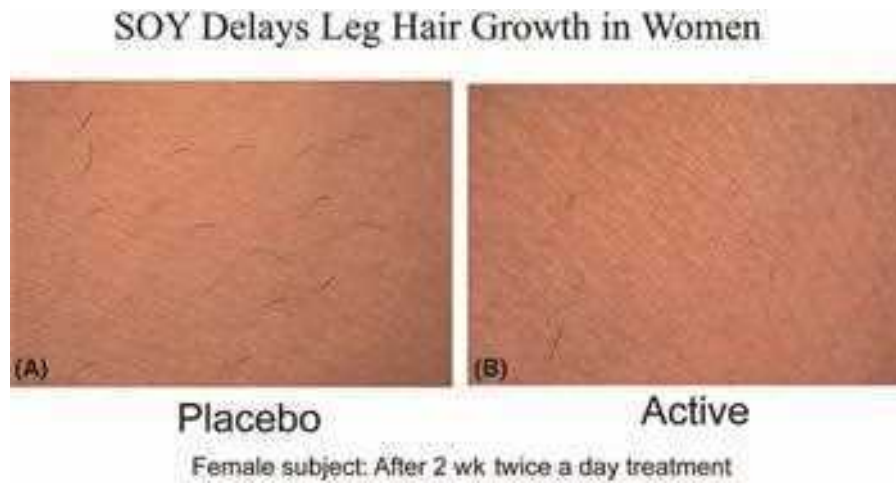 SOY Delays Leg Hair Growth in Women
(A)
(B)
Placebo
Active
Female subject: After 2 wk twice a day treatment